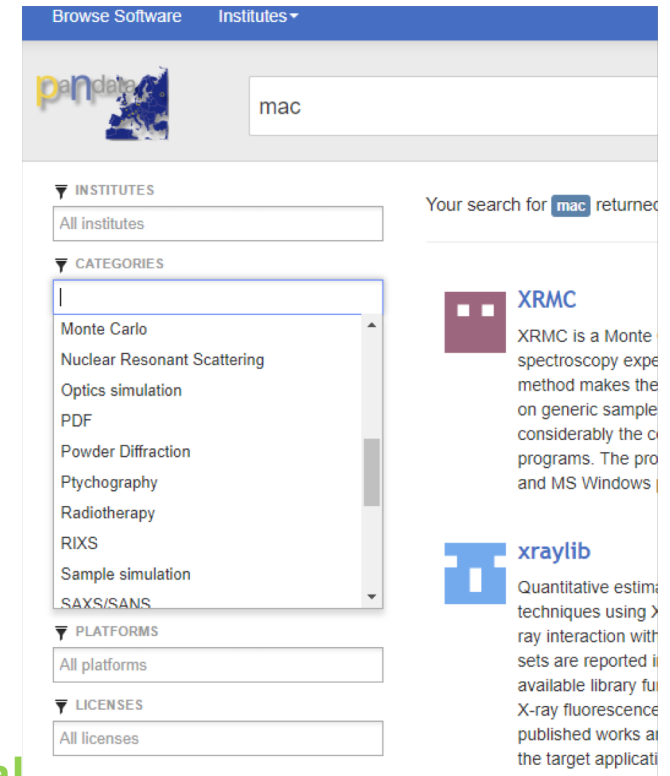 Browse Software Institutes
pandata
mac
INSTITUTES
All institutes
CATEGORIES
Monte Carlo
Nuclear Resonant Scattering
Optics simulation
PDF
Powder Diffraction
Ptychography
Radiotherapy
RIXS
Sample simulation
SAXS/SANS
PLATFORMS
All platforms
LICENSES
All licenses
Your search for mac returned
XRMC
XRMC is a Monte
spectroscopy expe
method makes the
on generic sample
considerably the c
programs. The pro
and MS Windows
xraylib
Quantitative estima
techniques using X
ray interaction with
sets are reported i
available library fu
X-ray fluorescence
published works a
the target applicati
al